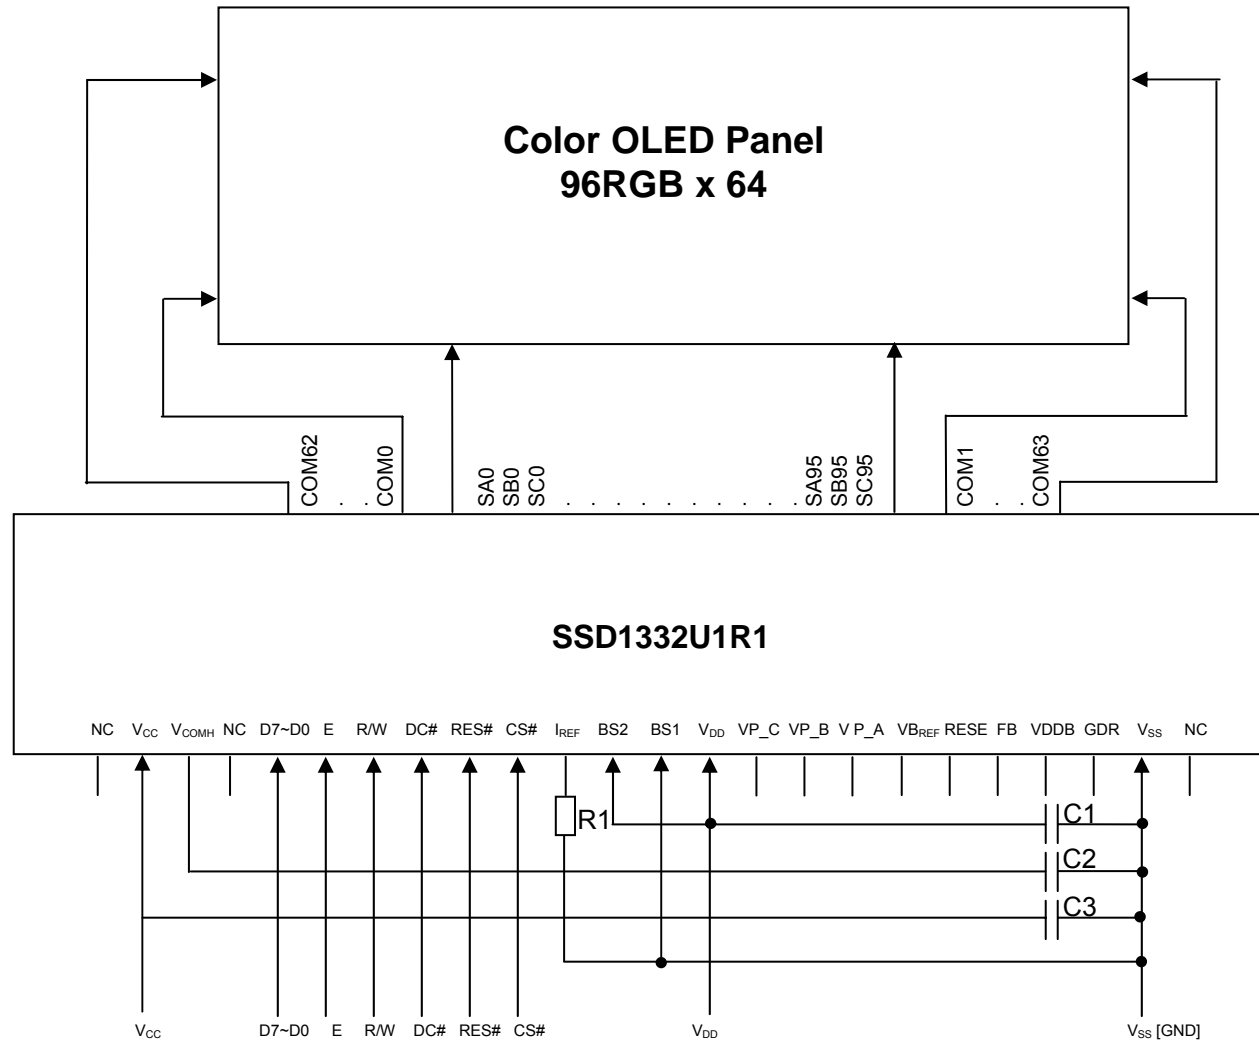 Color OLED Panel
96RGB x 64
COM62 . . COM0 SA0 SB0 SC0 . . . . . . . . . . SA95 SB95 SC95 COM1 . . COM63
SSD1332U1R1
NC VCC VCOMH NC D7~D0 E R/W DC# RES# CS# IREF BS2 BS1 VDD VP_C VP_B V P_A VBREF RESE FB VDDB GDR VSS NC
R1 C1
C2
C3
VCC D7~D0 E R/W DC# RES# CS# VDD VSS [GND]